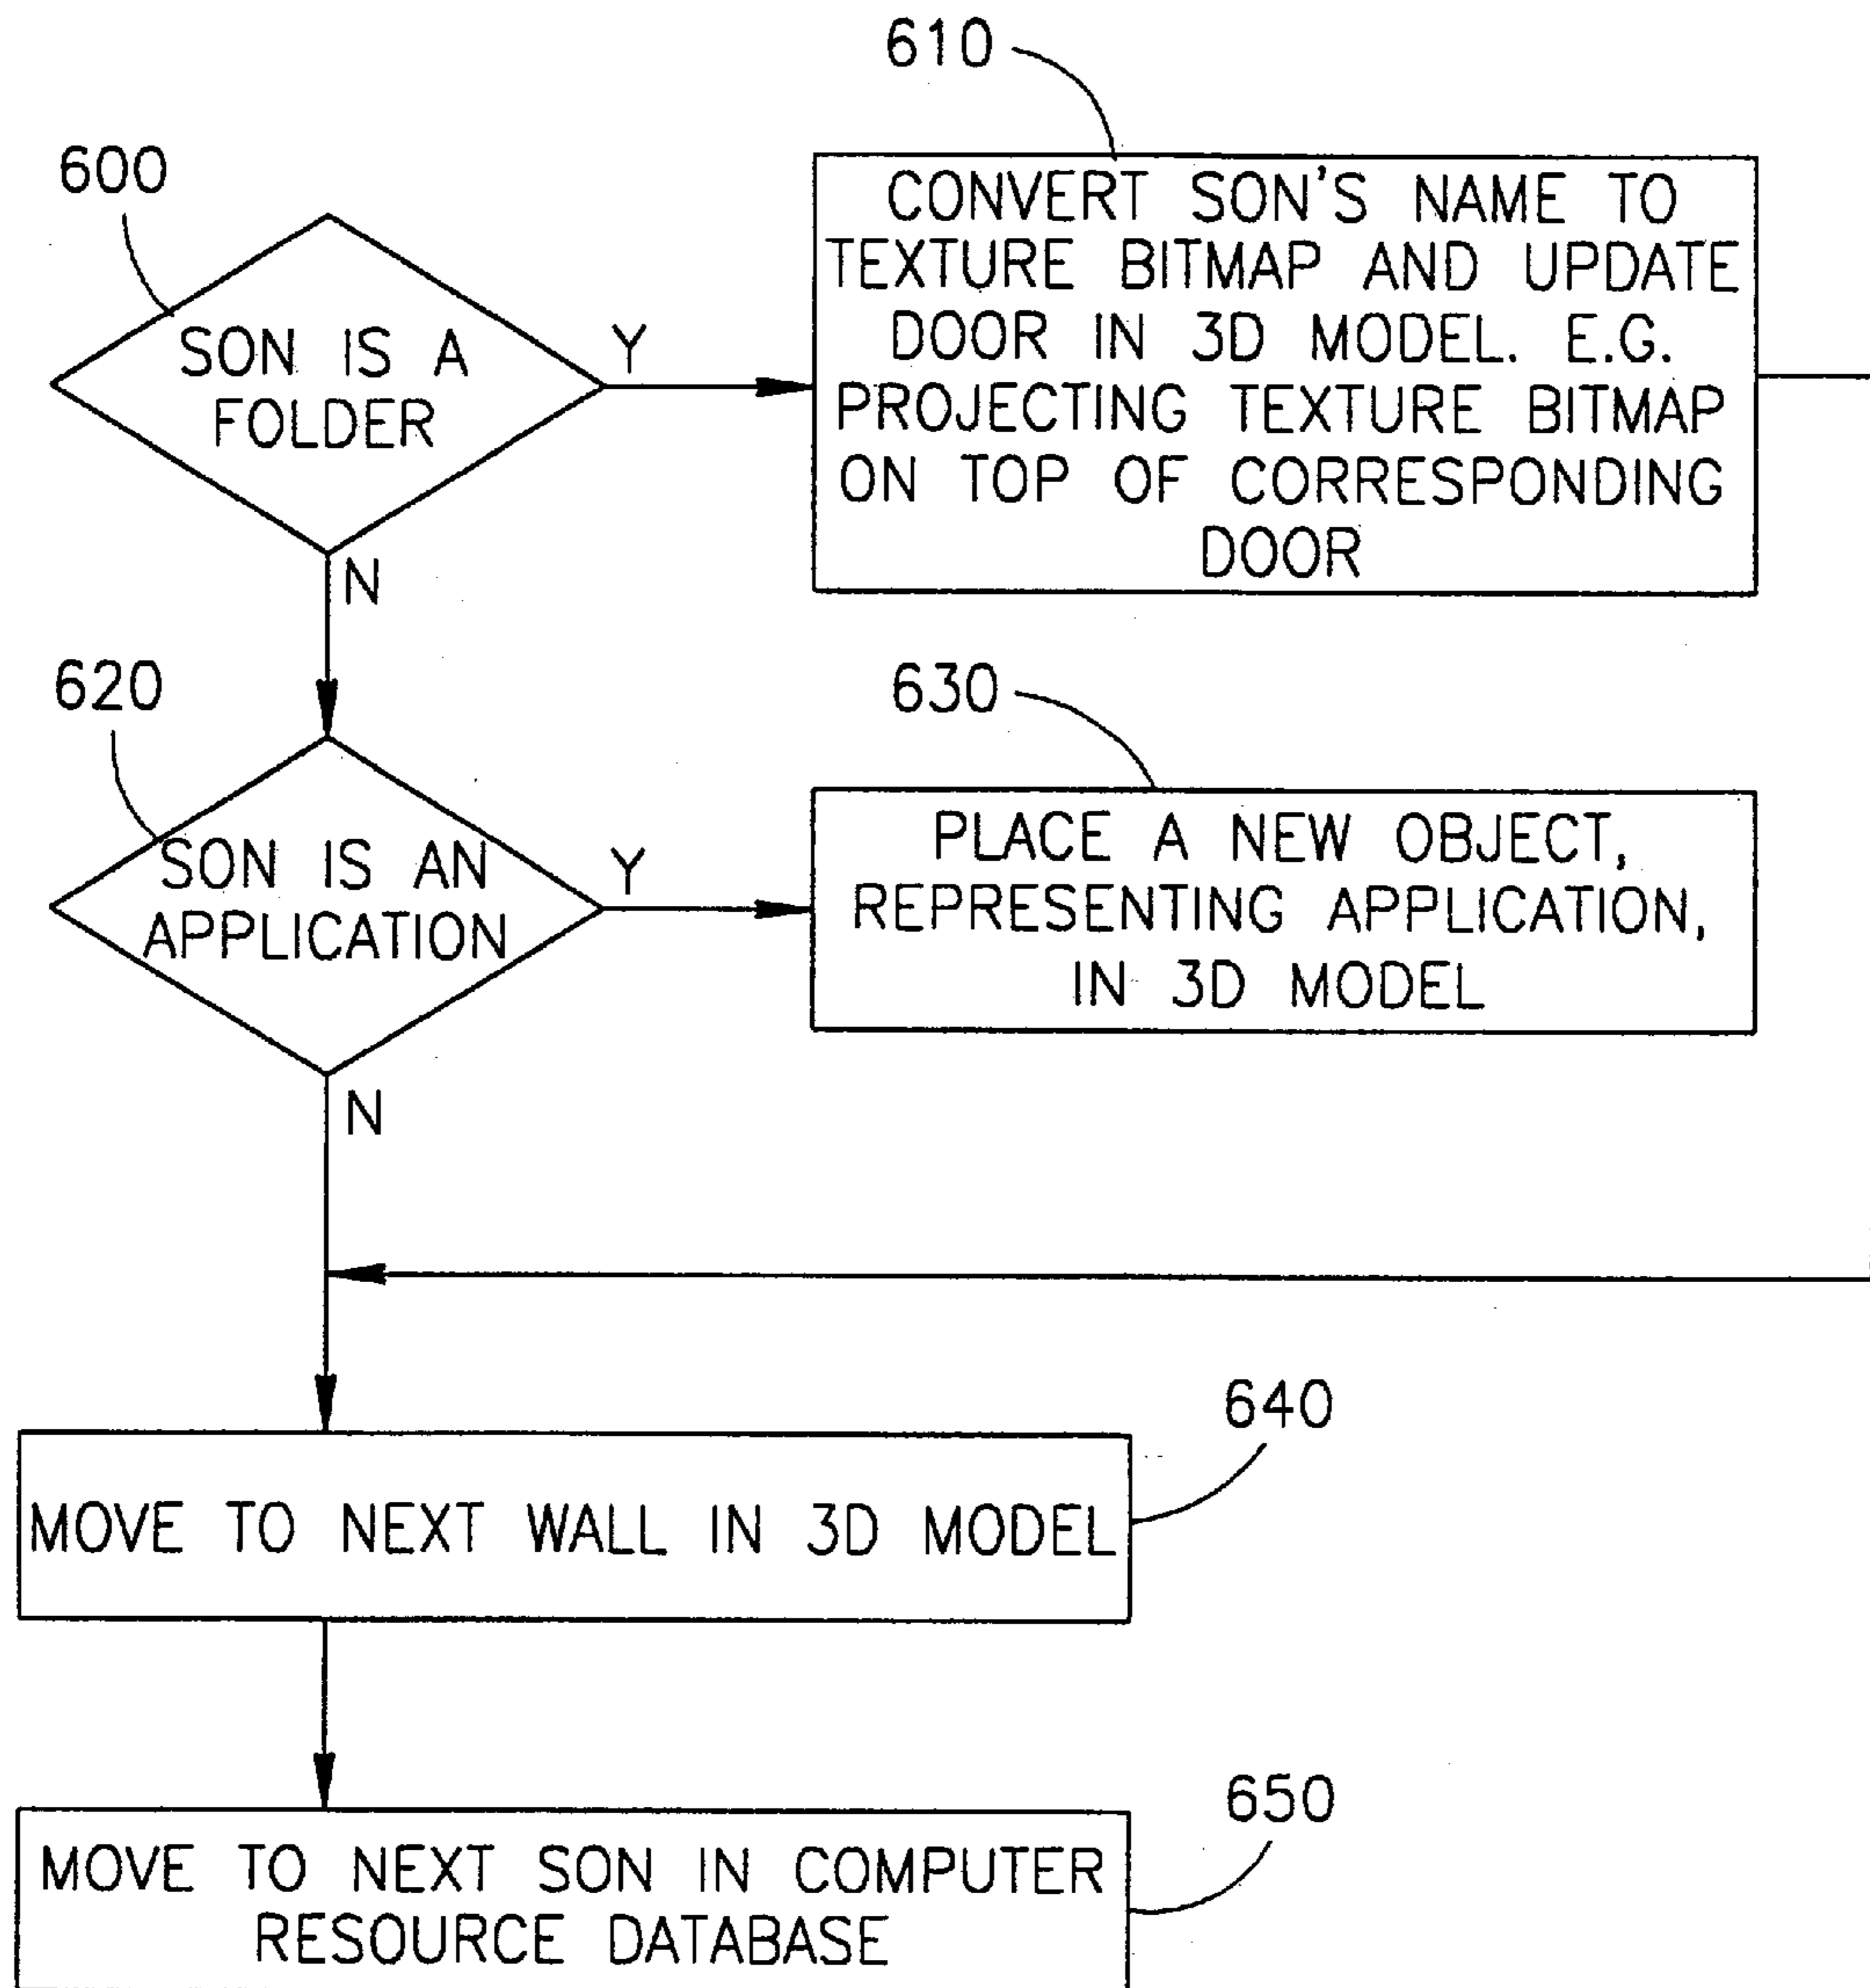 610
600
CONVERT SON'S NAME TO
TEXTURE BITMAP AND UPDATE
DOOR IN 3D MODEL. E.G.
PROJECTING TEXTURE BITMAP
ON TOP OF CORRESPONDING
DOOR
SON IS A
FOLDER
Y
N
620
630
SON IS AN
APPLICATION
Y
PLACE A NEW OBJECT,
REPRESENTING APPLICATION,
IN 3D MODEL
N
640
MOVE TO NEXT WALL IN 3D MODEL
650
MOVE TO NEXT SON IN COMPUTER
RESOURCE DATABASE